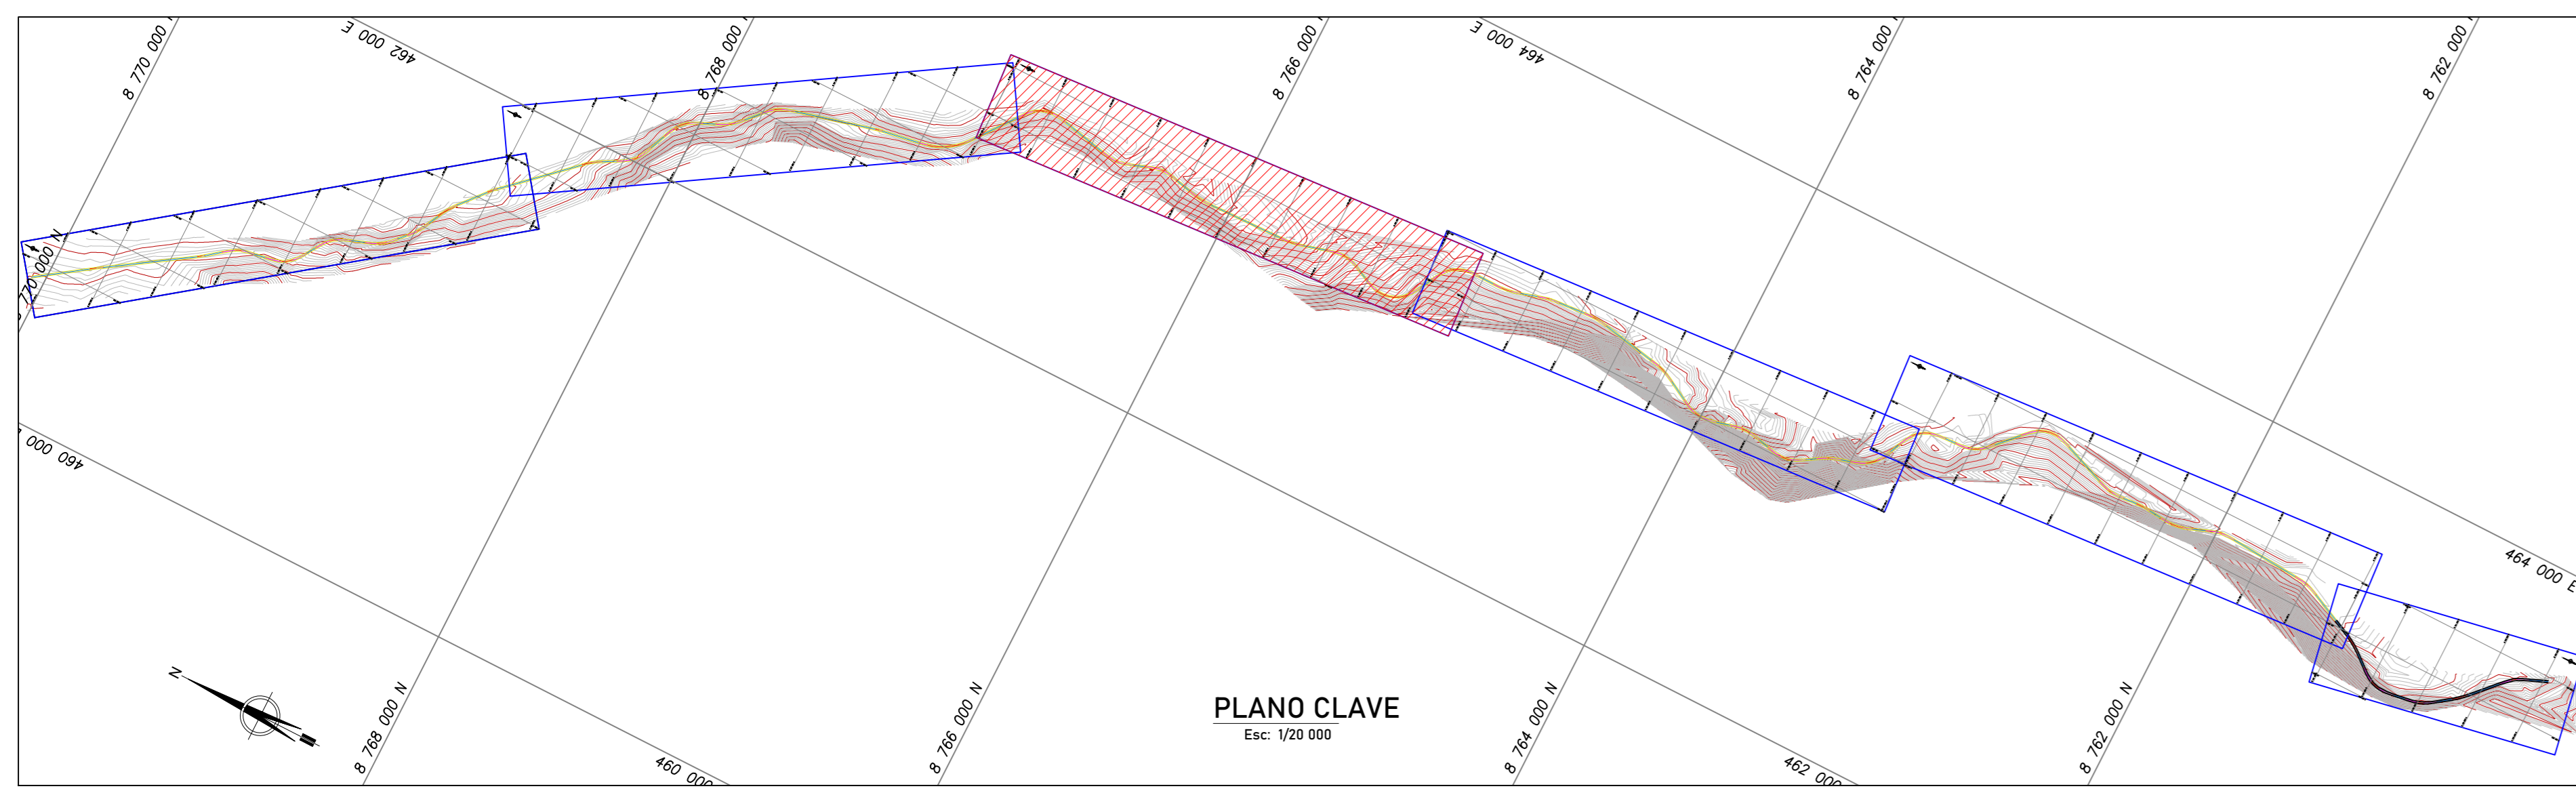 8 770 000
462 000 E
8 768 000
8 766 000
464 000 E
8 764 000
8 762 000
770 000 N
000 460
464 000 E
N
8 768 000 N
460 000
8 766 000 N
PLANO CLAVE
Esc: 1/20 000
8 764 000 N
462 000
8 762 000 N